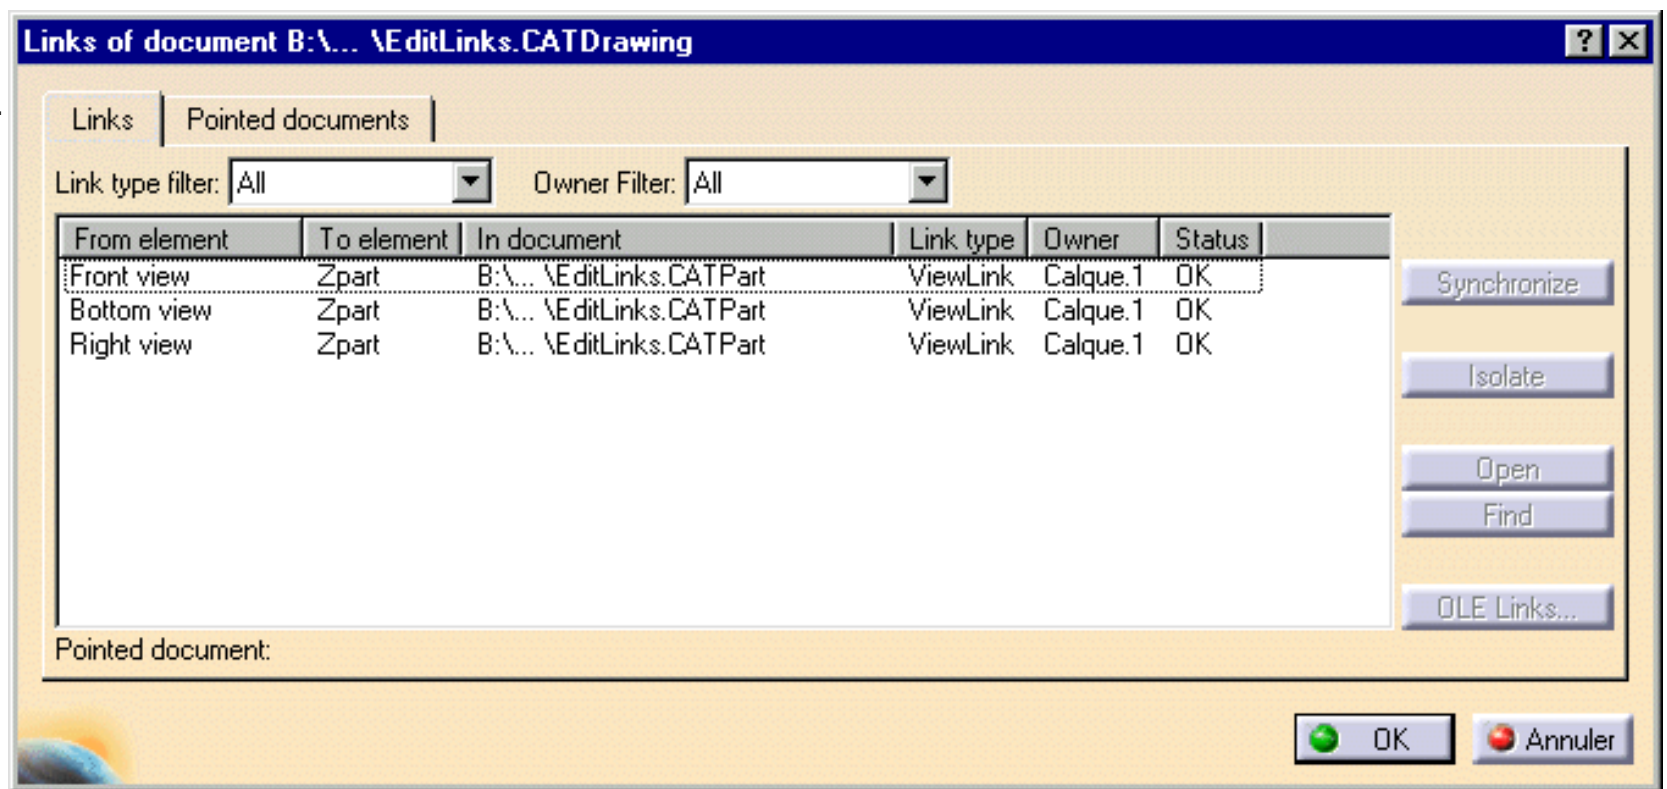 Links of document B:\... \EditLinks.CATDrawing
Links Pointed documents
Link type filter: All Owner Filter: All
From element To element In document Link type Owner Status
Front view Zpart B:\... \EditLinks.CATPart ViewLink Calque.1 OK
Bottom view Zpart B:\... \EditLinks.CATPart ViewLink Calque.1 OK
Right view Zpart B:\... \EditLinks.CATPart ViewLink Calque.1 OK
Synchronize
Isolate
Open
Find
OLE Links...
Pointed document:
OK Annuler